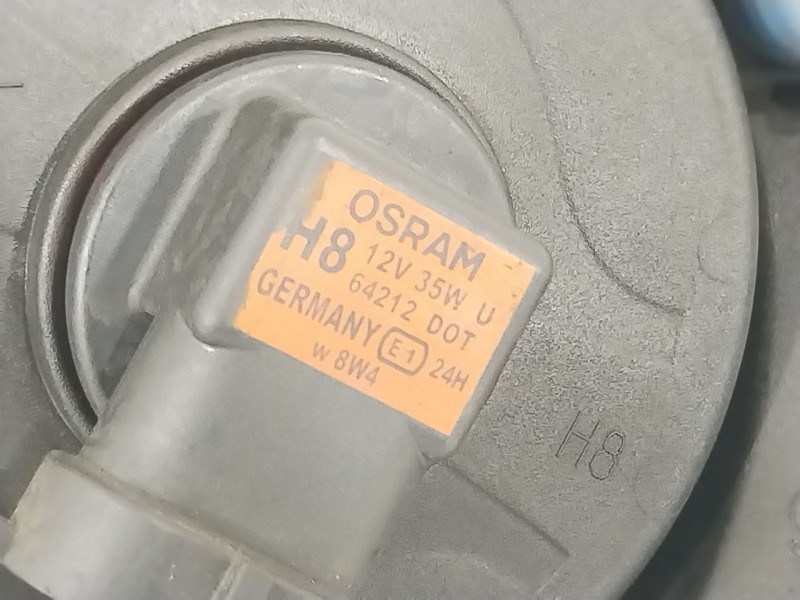 OSRAM
H8 12V 35W U
64212 DOT
GERMANY E1 24H
w 8W4
H8